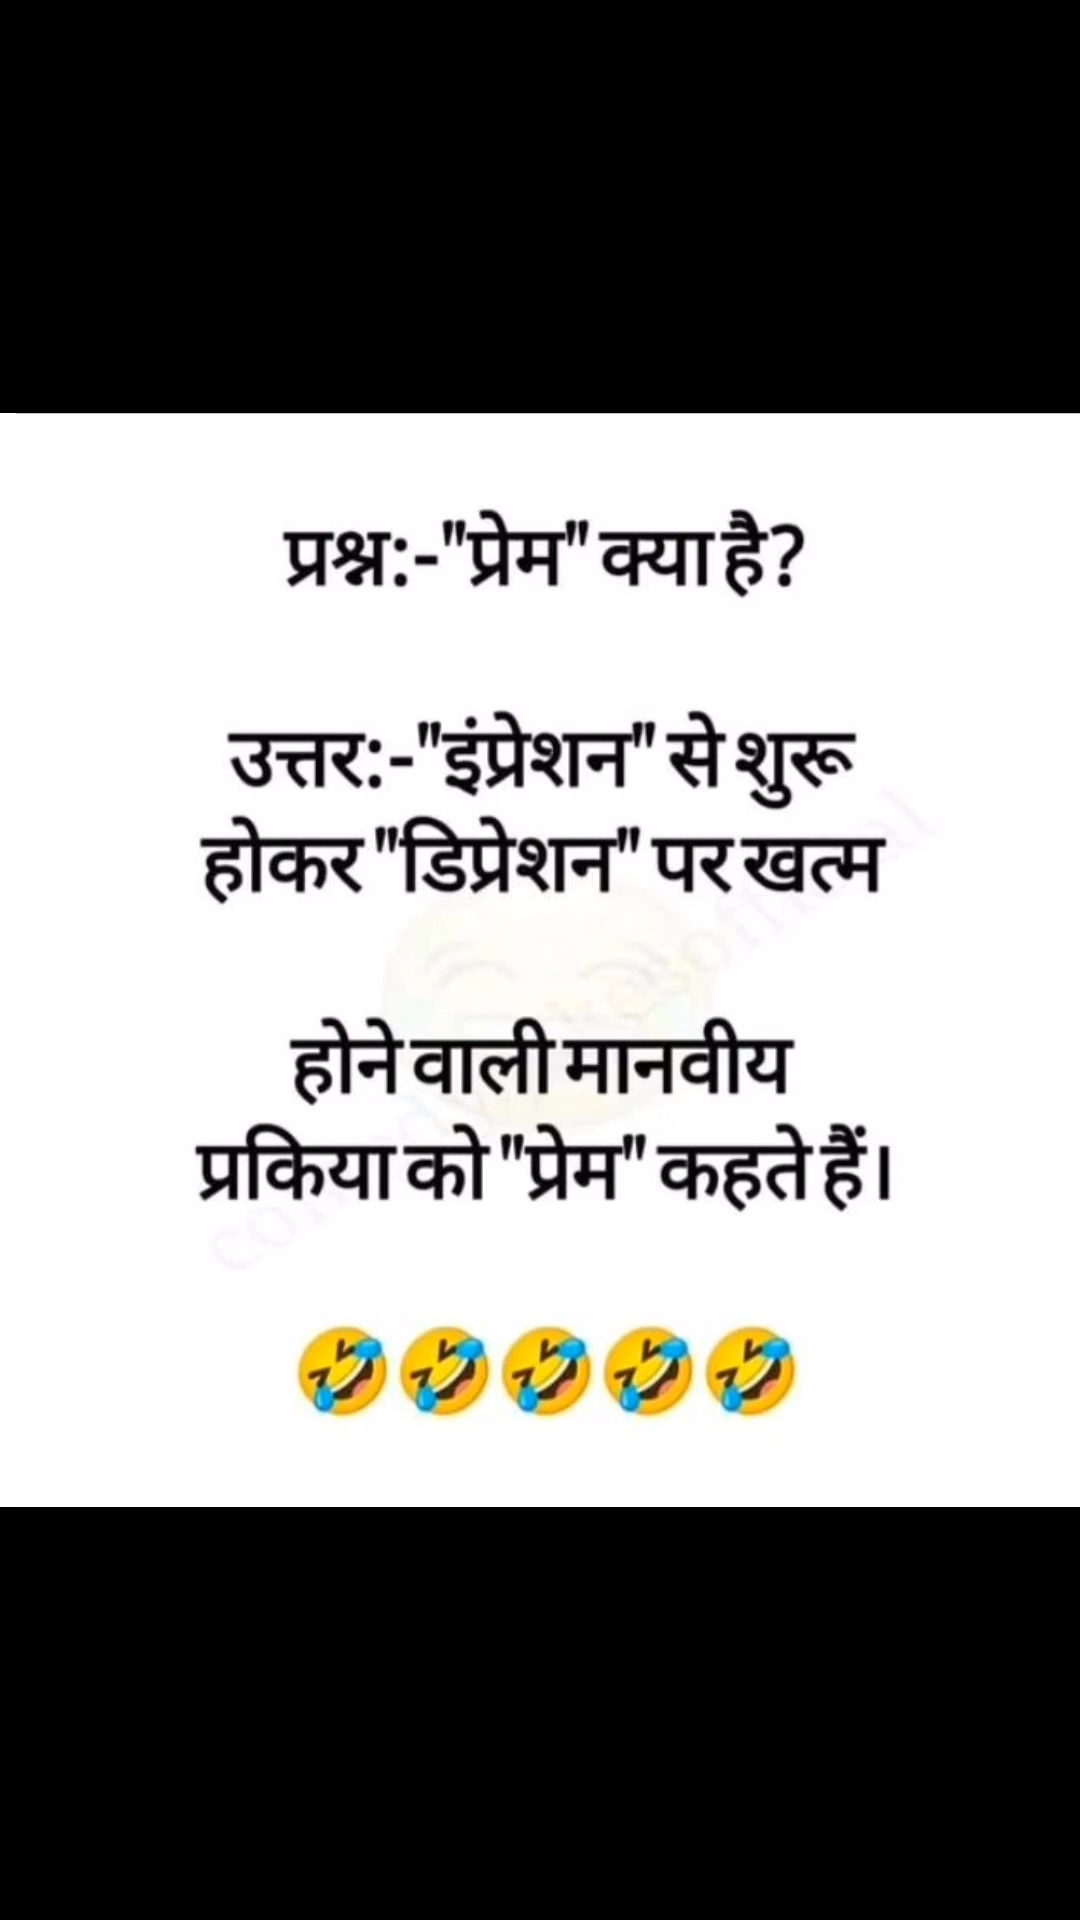 प्रश्न:-"प्रेम" क्या है?
उत्तर:-"इंप्रेशन" से शुरू
होकर "डिप्रेशन" पर खत्म
होने वाली मानवीय
प्रकिया को "प्रेम" कहते हैं।
🤣🤣🤣🤣🤣